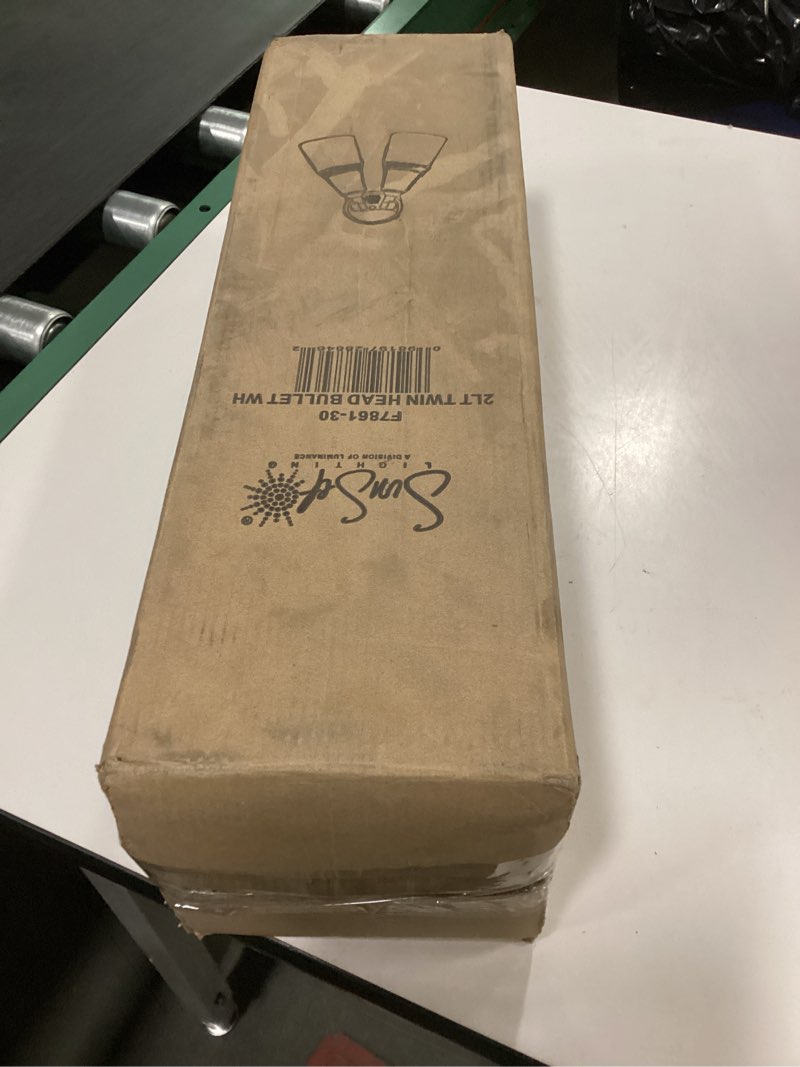 SunSet®
LIGHTING
A DIVISION OF LUMINANCE
F7861-30
2LT TWIN HEAD BULLET WH